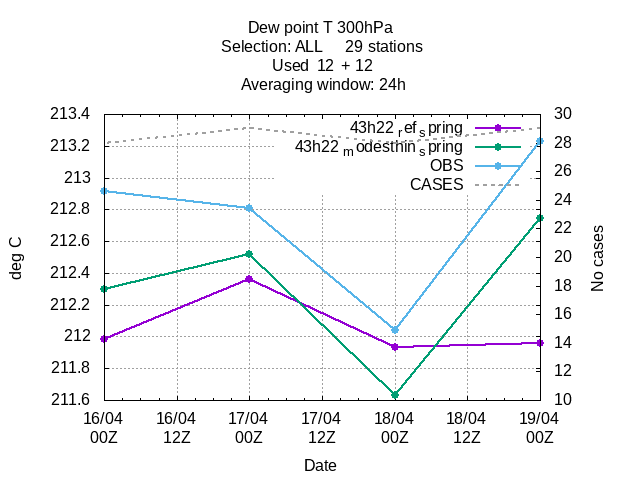 Dew point T 300hPa
Selection: ALL     29 stations
Used  12  + 12
Averaging window: 24h
213.4
213.2
213
212.8
212.6
212.4
212.2
212
211.8
211.6
30
28
26
24
22
20
18
16
14
12
10
43h22_ref_spring
43h22_modesthin_spring
OBS
CASES
deg C
No cases
16/04 16/04 17/04 17/04 18/04 18/04 19/04
00Z 12Z 00Z 12Z 00Z 12Z 00Z
Date